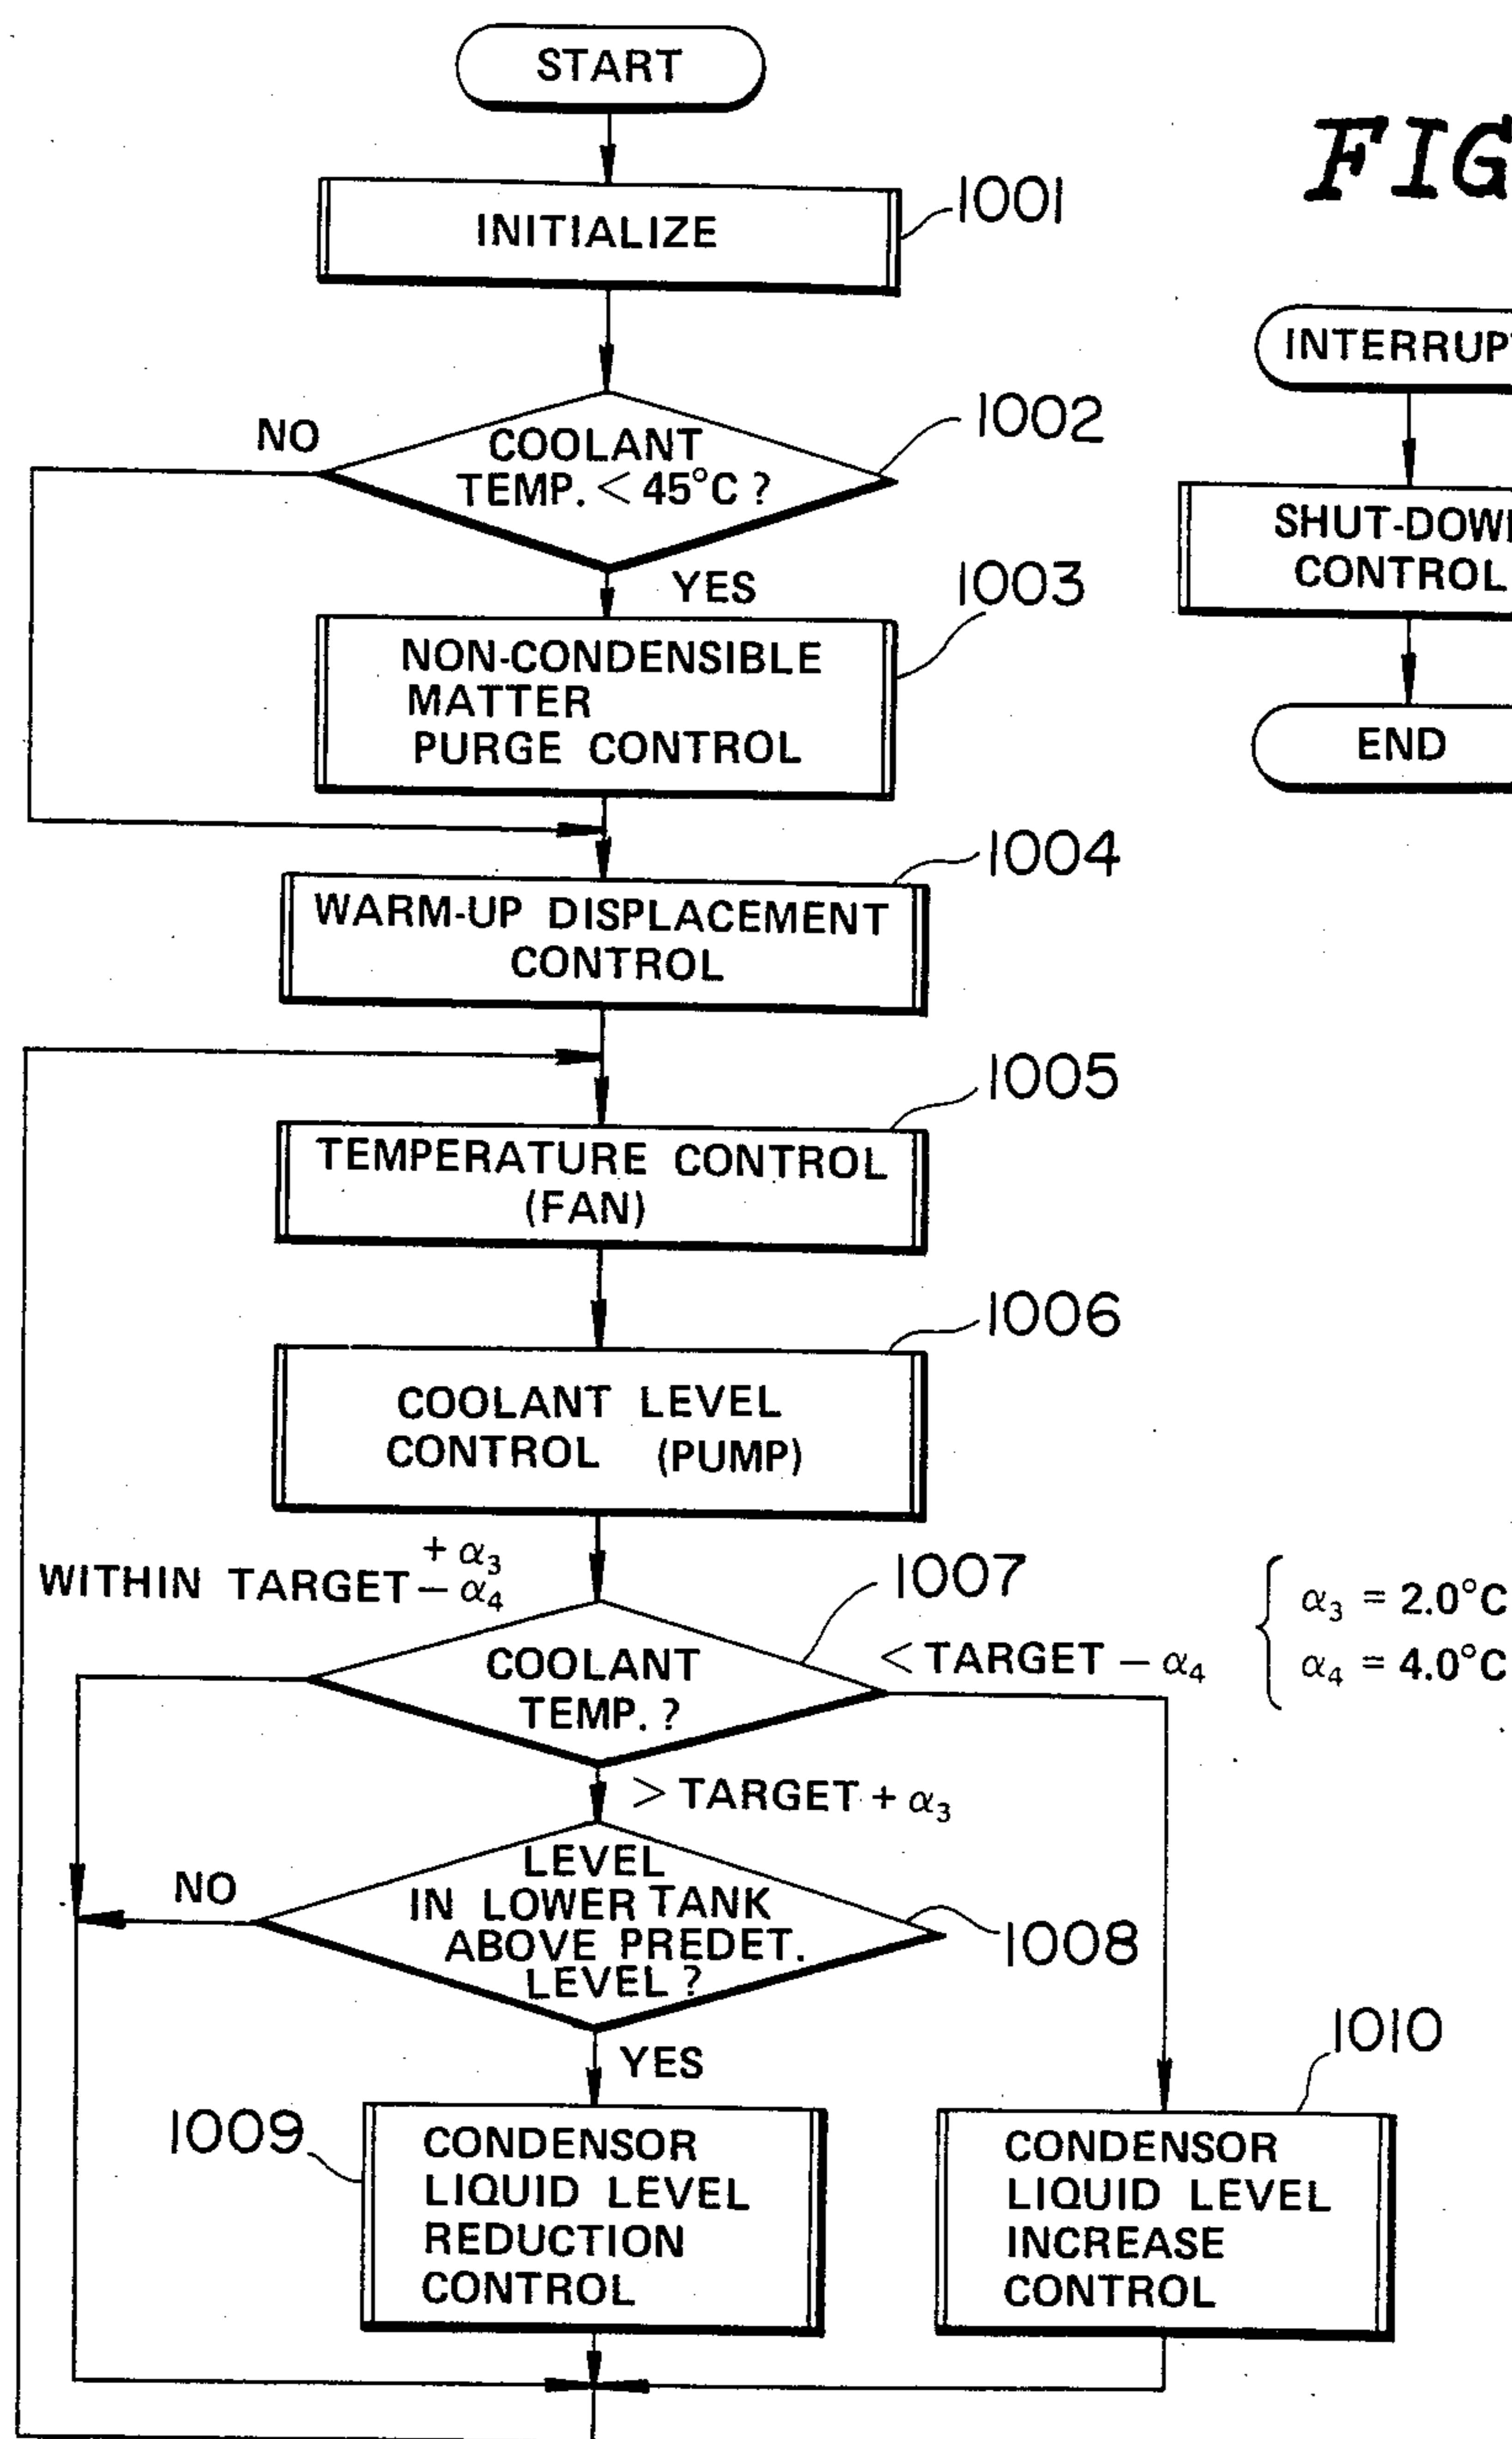 START
FIG
INITIALIZE
1001
INTERRUP
NO
COOLANT
TEMP. < 45°C ?
1002
SHUT-DOW
CONTROL
YES
1003
NON-CONDENSIBLE
MATTER
PURGE CONTROL
END
1004
WARM-UP DISPLACEMENT
CONTROL
1005
TEMPERATURE CONTROL
(FAN)
1006
COOLANT LEVEL
CONTROL (PUMP)
WITHIN TARGET + α₃ − α₄
1007
COOLANT
TEMP. ?
< TARGET − α₄
α₃ = 2.0°C
α₄ = 4.0°C
> TARGET + α₃
NO
LEVEL
IN LOWER TANK
ABOVE PREDET.
LEVEL ?
1008
YES
1009
CONDENSOR
LIQUID LEVEL
REDUCTION
CONTROL
1010
CONDENSOR
LIQUID LEVEL
INCREASE
CONTROL